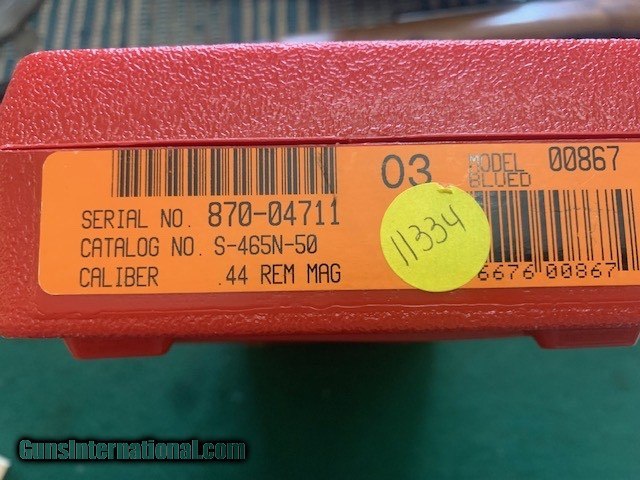 03 MODEL 00867
BLUED
SERIAL NO. 870-04711
CATALOG NO. S-465N-50
CALIBER .44 REM MAG
11334
6676 00867
GunsInternational.com